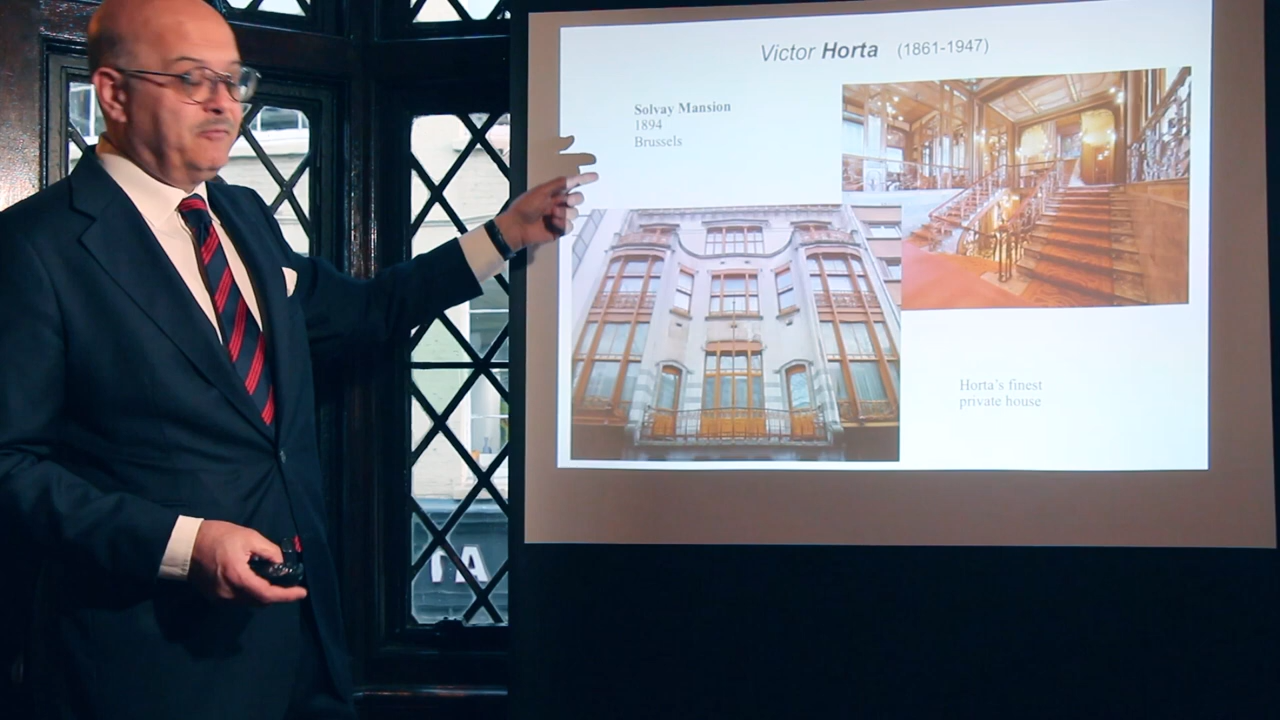 Victor Horta (1861-1947)
Solvay Mansion
1894
Brussels
Horta's finest
private house